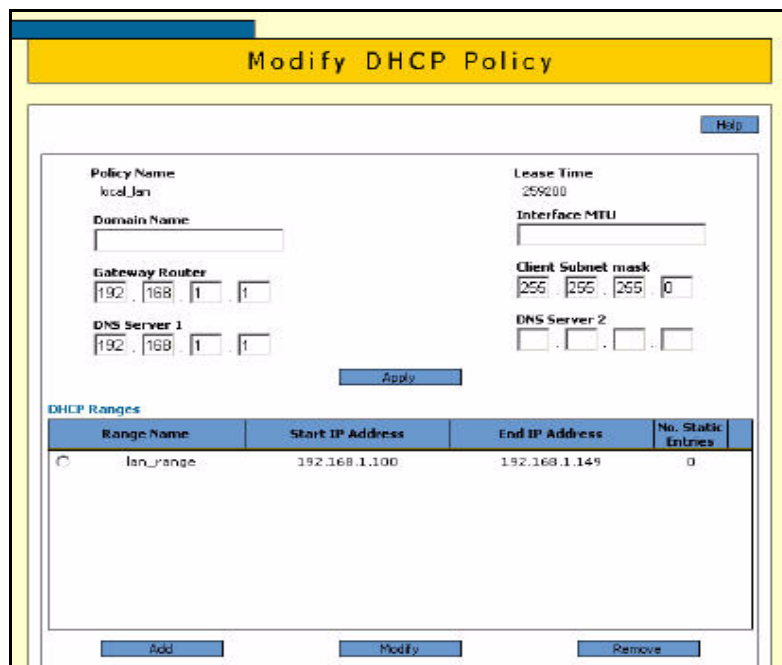 Modify DHCP Policy
Help
Policy Name
local_lan
Lease Time
259200
Domain Name
Interface MTU
Gateway Router
192 . 168 . 1 . 1
Client Subnet mask
255 . 255 . 255 . 0
DNS Server 1
192 . 168 . 1 . 1
DNS Server 2
. . .
Apply
DHCP Ranges
Range Name Start IP Address End IP Address No. Static Entries
lan_range 192.168.1.100 192.168.1.149 0
Add Modify Remove